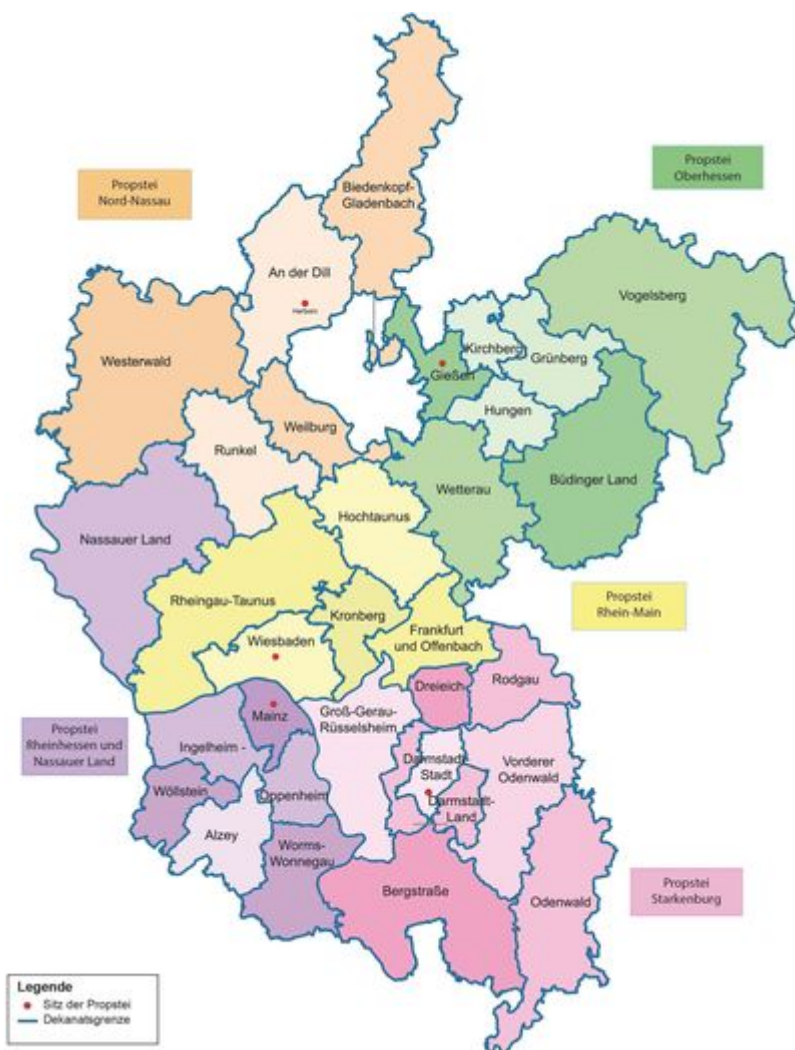 Propstei
Nord-Nassau
Biedenkopf-
Gladenbach
Propstei
Oberhessen
An der Dill
Herborn
Vogelsberg
Westerwald
Kirchberg
Grünberg
Gießen
Hungen
Weilburg
Runkel
Wetterau
Büdinger Land
Hochtaunus
Nassauer Land
Rheingau-Taunus
Kronberg
Propstei
Rhein-Main
Wiesbaden
Frankfurt
und Offenbach
Dreieich
Rodgau
Propstei
Rheinhessen und
Nassauer Land
Mainz
Groß-Gerau-
Rüsselsheim
Ingelheim -
Oppenheim
Wöllstein
Alzey
Worms-
Wonnegau
Darmstadt-
Stadt
Darmstadt-
Land
Vorderer
Odenwald
Bergstraße
Odenwald
Propstei
Starkenburg
Legende
Sitz der Propstei
Dekanatsgrenze